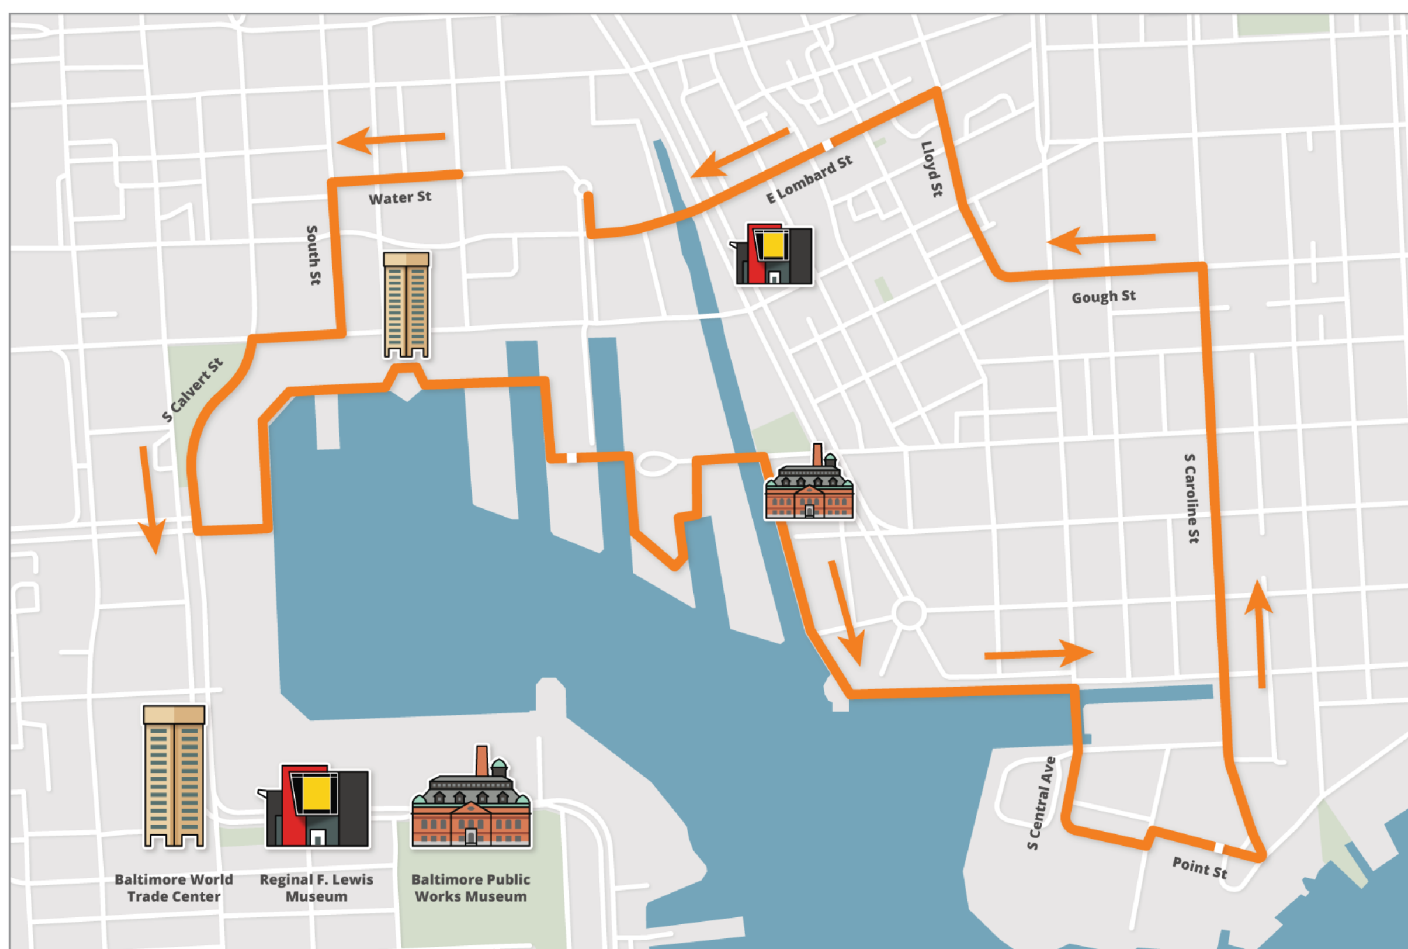 Water St
South St
S Calvert St
E Lombard St
Lloyd St
Gough St
S Caroline St
S Central Ave
Point St
Baltimore World
Trade Center
Reginal F. Lewis
Museum
Baltimore Public
Works Museum